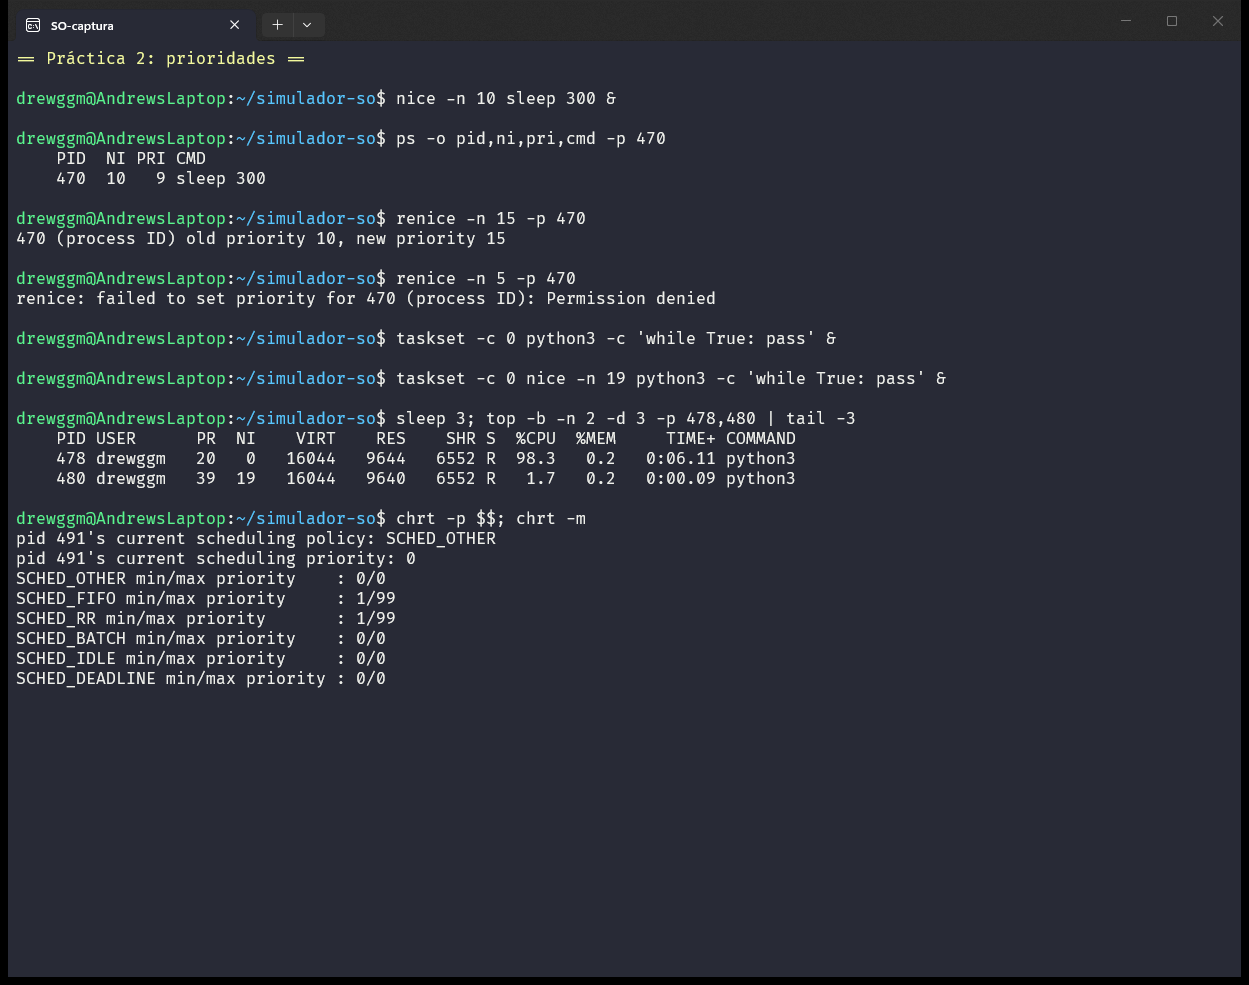 SO-captura
== Práctica 2: prioridades ==
drewggm@AndrewsLaptop:~/simulador-so$ nice -n 10 sleep 300 &
drewggm@AndrewsLaptop:~/simulador-so$ ps -o pid,ni,pri,cmd -p 470
    PID  NI PRI CMD
    470  10   9 sleep 300
drewggm@AndrewsLaptop:~/simulador-so$ renice -n 15 -p 470
470 (process ID) old priority 10, new priority 15
drewggm@AndrewsLaptop:~/simulador-so$ renice -n 5 -p 470
renice: failed to set priority for 470 (process ID): Permission denied
drewggm@AndrewsLaptop:~/simulador-so$ taskset -c 0 python3 -c 'while True: pass' &
drewggm@AndrewsLaptop:~/simulador-so$ taskset -c 0 nice -n 19 python3 -c 'while True: pass' &
drewggm@AndrewsLaptop:~/simulador-so$ sleep 3; top -b -n 2 -d 3 -p 478,480 | tail -3
    PID USER      PR  NI    VIRT    RES    SHR S  %CPU  %MEM     TIME+ COMMAND
    478 drewggm   20   0   16044   9644   6552 R  98.3   0.2   0:06.11 python3
    480 drewggm   39  19   16044   9640   6552 R   1.7   0.2   0:00.09 python3
drewggm@AndrewsLaptop:~/simulador-so$ chrt -p $$; chrt -m
pid 491's current scheduling policy: SCHED_OTHER
pid 491's current scheduling priority: 0
SCHED_OTHER min/max priority    : 0/0
SCHED_FIFO min/max priority     : 1/99
SCHED_RR min/max priority       : 1/99
SCHED_BATCH min/max priority    : 0/0
SCHED_IDLE min/max priority     : 0/0
SCHED_DEADLINE min/max priority : 0/0